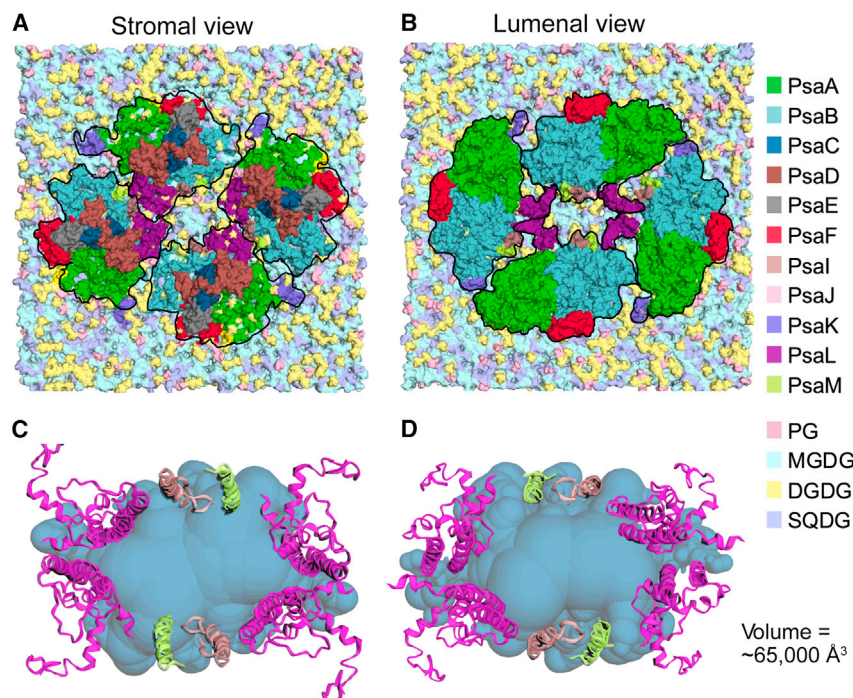 A
Stromal view
B
Lumenal view
PsaA
PsaB
PsaC
PsaD
PsaE
PsaF
PsaI
PsaJ
PsaK
PsaL
PsaM
PG
MGDG
DGDG
SQDG
C
D
Volume =
~65,000 Å³